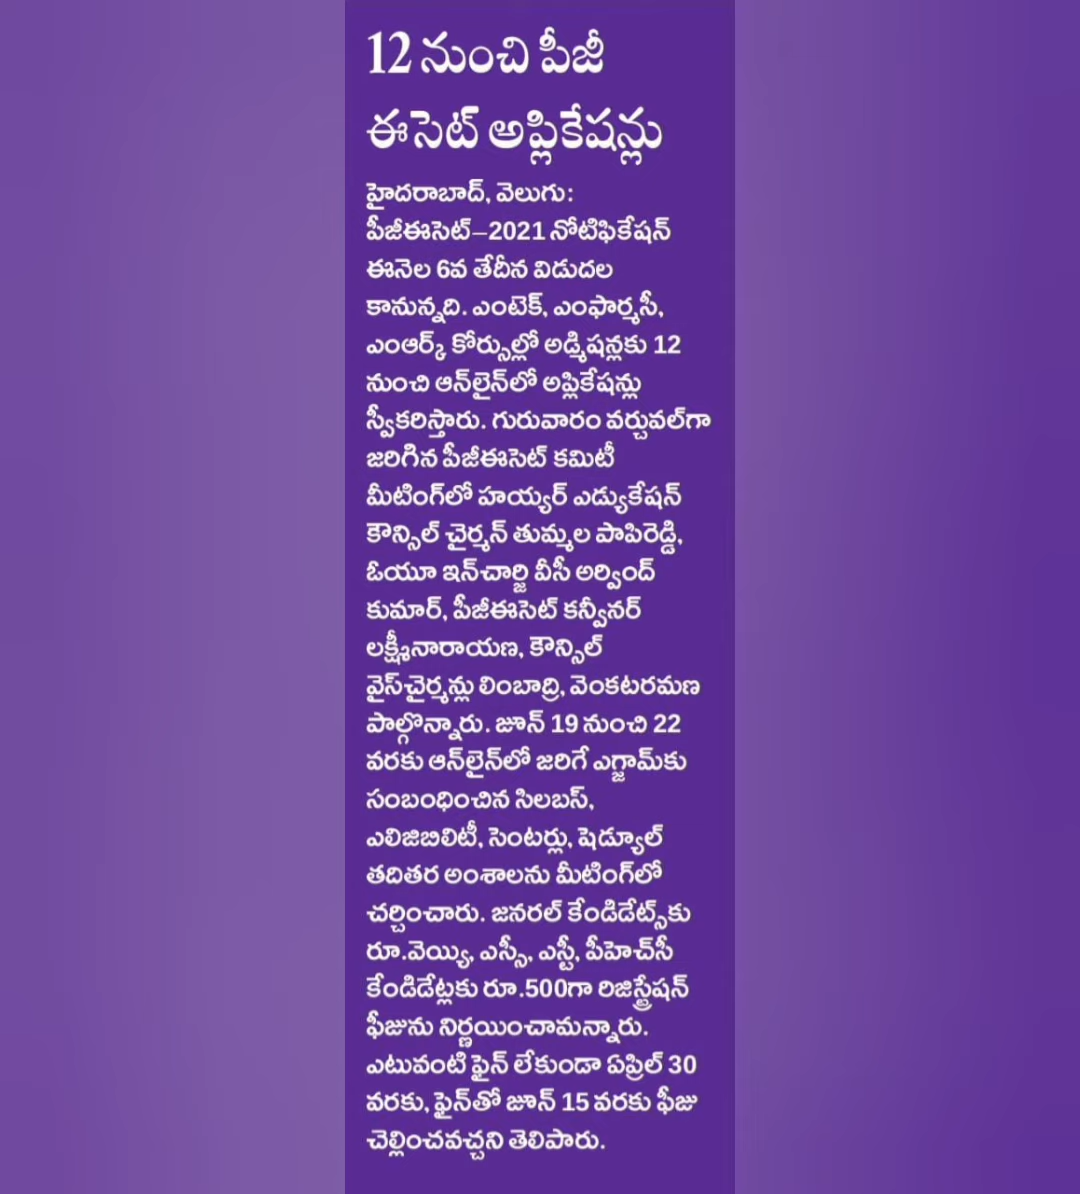 12 నుంచి పీజీ
ఈసెట్ అప్లికేషన్లు
హైదరాబాద్, వెలుగు:
పీజీఈసెట్–2021 నోటిఫికేషన్
ఈనెల 6వ తేదీన విడుదల
కానున్నది. ఎంటెక్, ఎంఫార్మసీ,
ఎంఆర్క్ కోర్సుల్లో అడ్మిషన్లకు 12
నుంచి ఆన్‌లైన్‌లో అప్లికేషన్లు
స్వీకరిస్తారు. గురువారం వర్చువల్‌గా
జరిగిన పీజీఈసెట్ కమిటీ
మీటింగ్‌లో హయ్యర్ ఎడ్యుకేషన్
కౌన్సిల్ చైర్మన్ తుమ్మల పాపిరెడ్డి,
ఓయూ ఇన్‌చార్జి వీసీ అర్వింద్
కుమార్, పీజీఈసెట్ కన్వీనర్
లక్ష్మీనారాయణ, కౌన్సిల్
వైస్‌చైర్మన్లు లింబాద్రి, వెంకటరమణ
పాల్గొన్నారు. జూన్ 19 నుంచి 22
వరకు ఆన్‌లైన్‌లో జరిగే ఎగ్జామ్‌కు
సంబంధించిన సిలబస్,
ఎలిజిబిలిటీ, సెంటర్లు, షెడ్యూల్
తదితర అంశాలను మీటింగ్‌లో
చర్చించారు. జనరల్ కేండిడేట్స్‌కు
రూ.వెయ్యి, ఎస్సీ, ఎస్టీ, పీహెచ్‌సీ
కేండిడేట్లకు రూ.500గా రిజిస్ట్రేషన్
ఫీజును నిర్ణయించామన్నారు.
ఎటువంటి ఫైన్ లేకుండా ఏప్రిల్ 30
వరకు, ఫైన్‌తో జూన్ 15 వరకు ఫీజు
చెల్లించవచ్చని తెలిపారు.